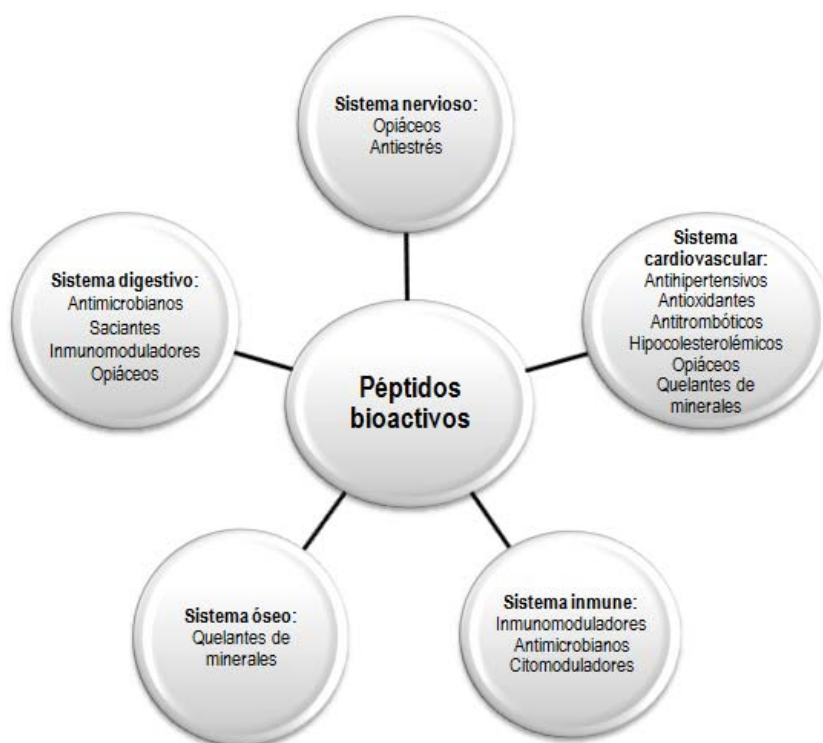 Sistema nervioso:
Opiáceos
Antiestrés
Sistema digestivo:
Antimicrobianos
Saciantes
Inmunomoduladores
Opiáceos
Sistema
cardiovascular:
Antihipertensivos
Antioxidantes
Antitrombóticos
Hipocolesterolémicos
Opiáceos
Quelantes de
minerales
Péptidos
bioactivos
Sistema óseo:
Quelantes de
minerales
Sistema inmune:
Inmunomoduladores
Antimicrobianos
Citomoduladores